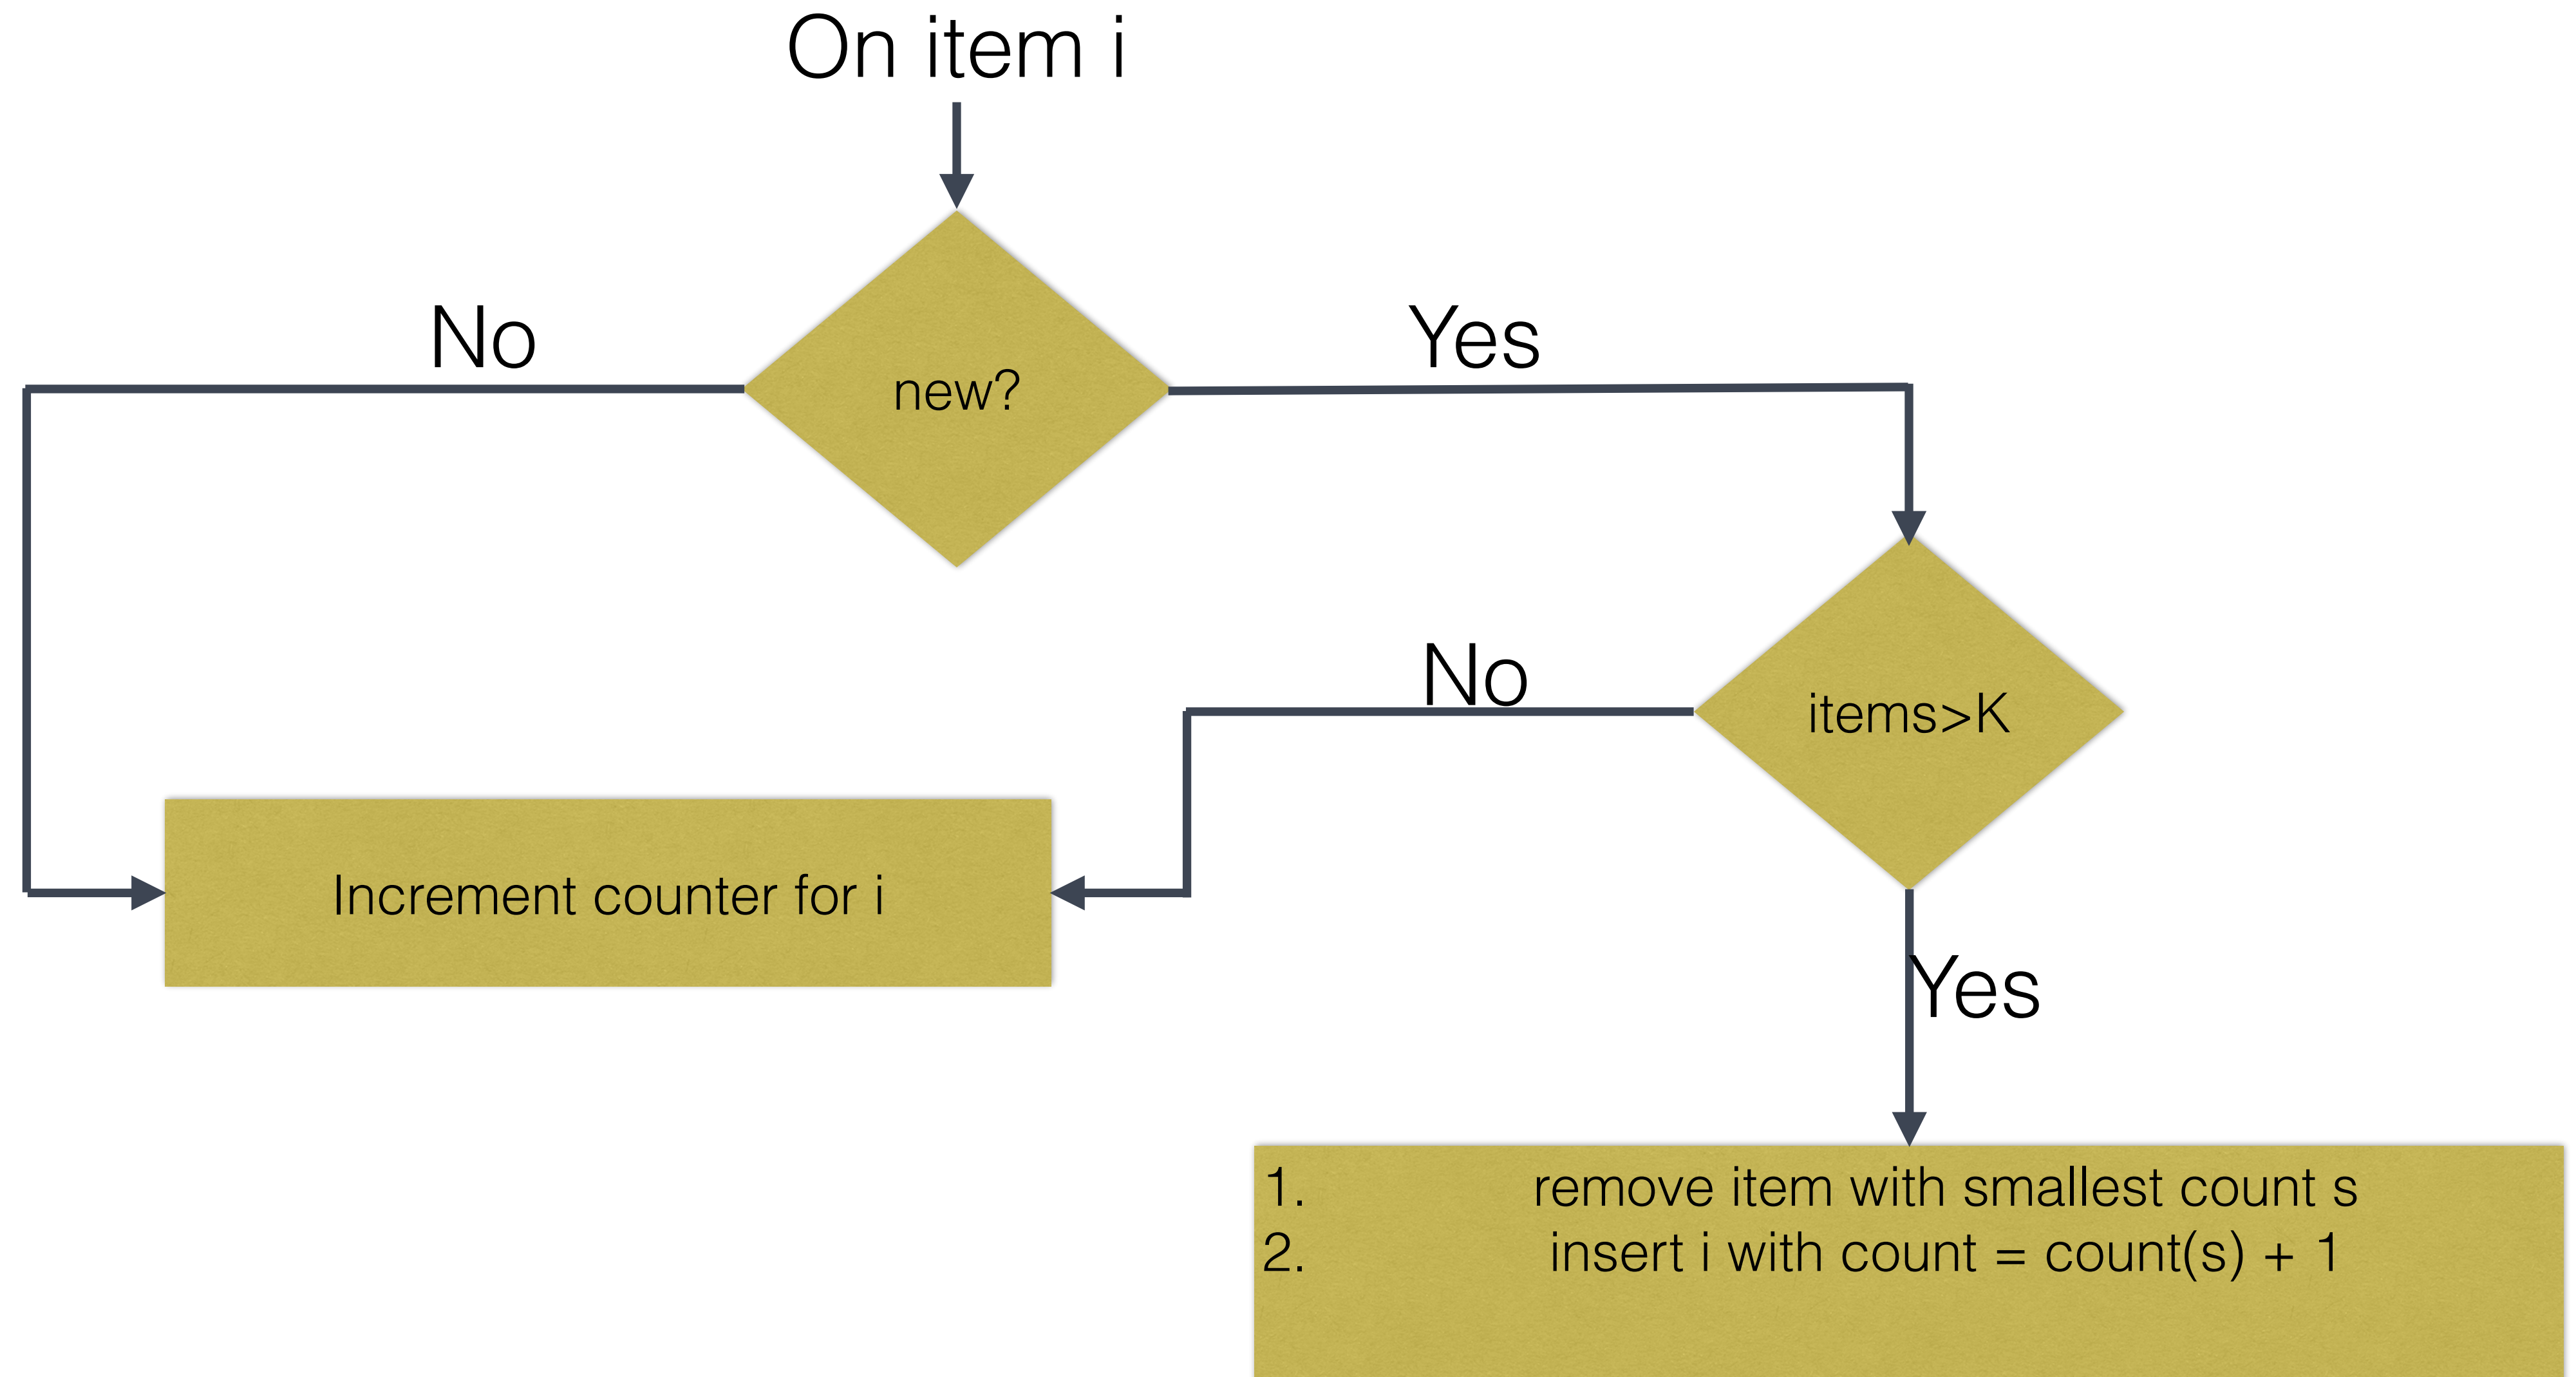 On item i
No
Yes
new?
No
items>K
Increment counter for i
Yes
1. remove item with smallest count s
2. insert i with count = count(s) + 1